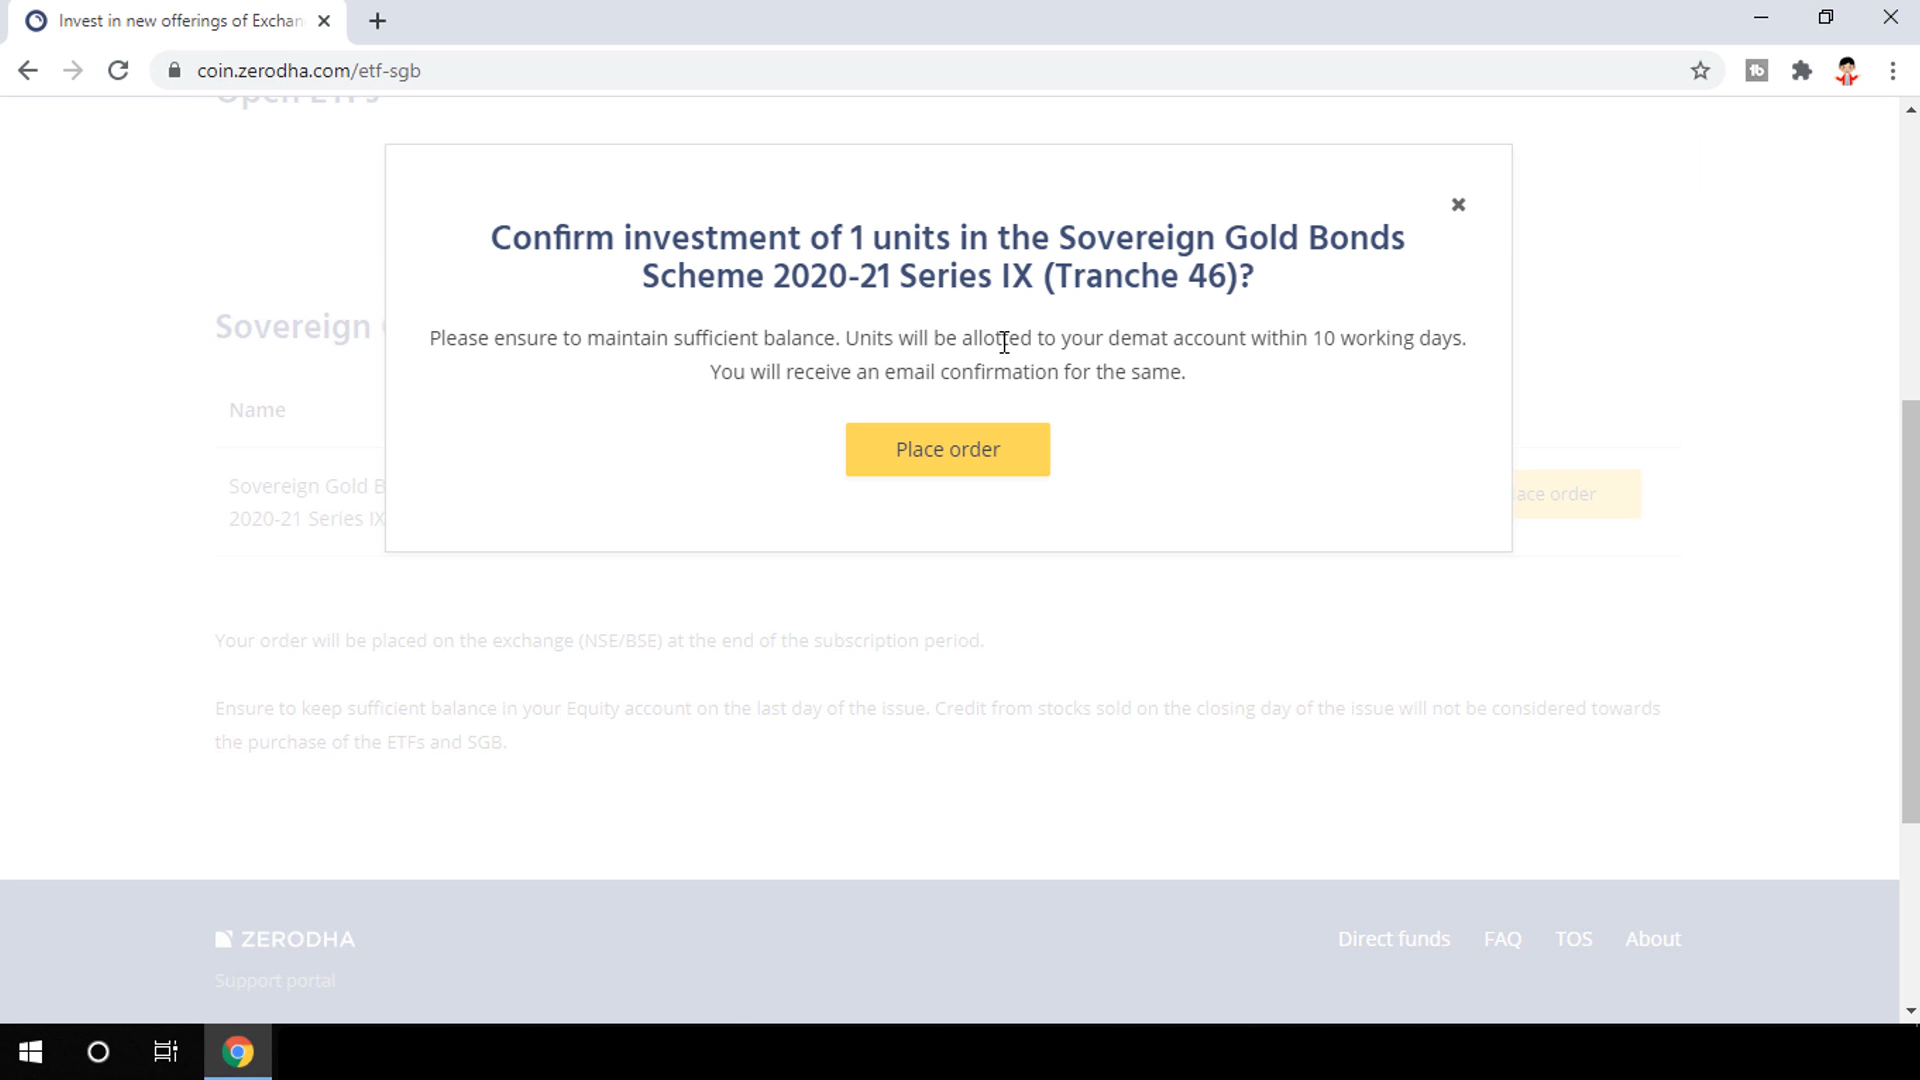 Invest in new offerings of Exchan
coin.zerodha.com/etf-sgb
Open ETFs
Confirm investment of 1 units in the Sovereign Gold Bonds
Scheme 2020-21 Series IX (Tranche 46)?
Please ensure to maintain sufficient balance. Units will be allotted to your demat account within 10 working days.
You will receive an email confirmation for the same.
Place order
Sovereign
Name
Sovereign Gold B
2020-21 Series IX
lace order
Your order will be placed on the exchange (NSE/BSE) at the end of the subscription period.
Ensure to keep sufficient balance in your Equity account on the last day of the issue. Credit from stocks sold on the closing day of the issue will not be considered towards
the purchase of the ETFs and SGB.
ZERODHA
Direct funds FAQ TOS About
Support portal